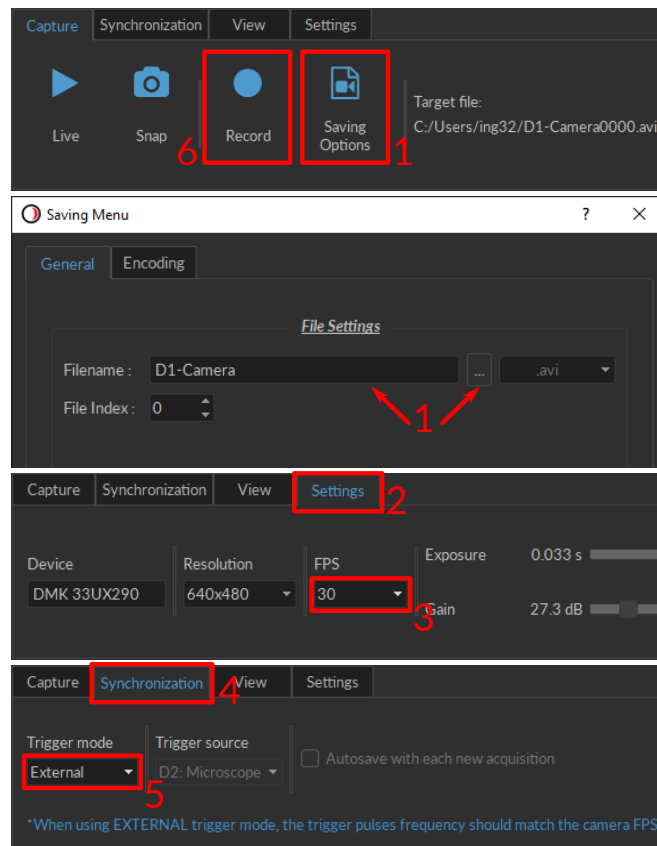 Capture Synchronization View Settings
Live Snap Record Saving Options
Target file:
C:/Users/ing32/D1-Camera0000.avi
6 1
Saving Menu ? ×
General Encoding
File Settings
Filename : D1-Camera ... .avi
File Index : 0
1
Capture Synchronization View Settings
2
Device Resolution FPS Exposure 0.033 s
DMK 33UX290 640x480 30 Gain 27.3 dB
3
Capture Synchronization View Settings
4
Trigger mode Trigger source
External D2: Microscope Autosave with each new acquisition
5
*When using EXTERNAL trigger mode, the trigger pulses frequency should match the camera FPS